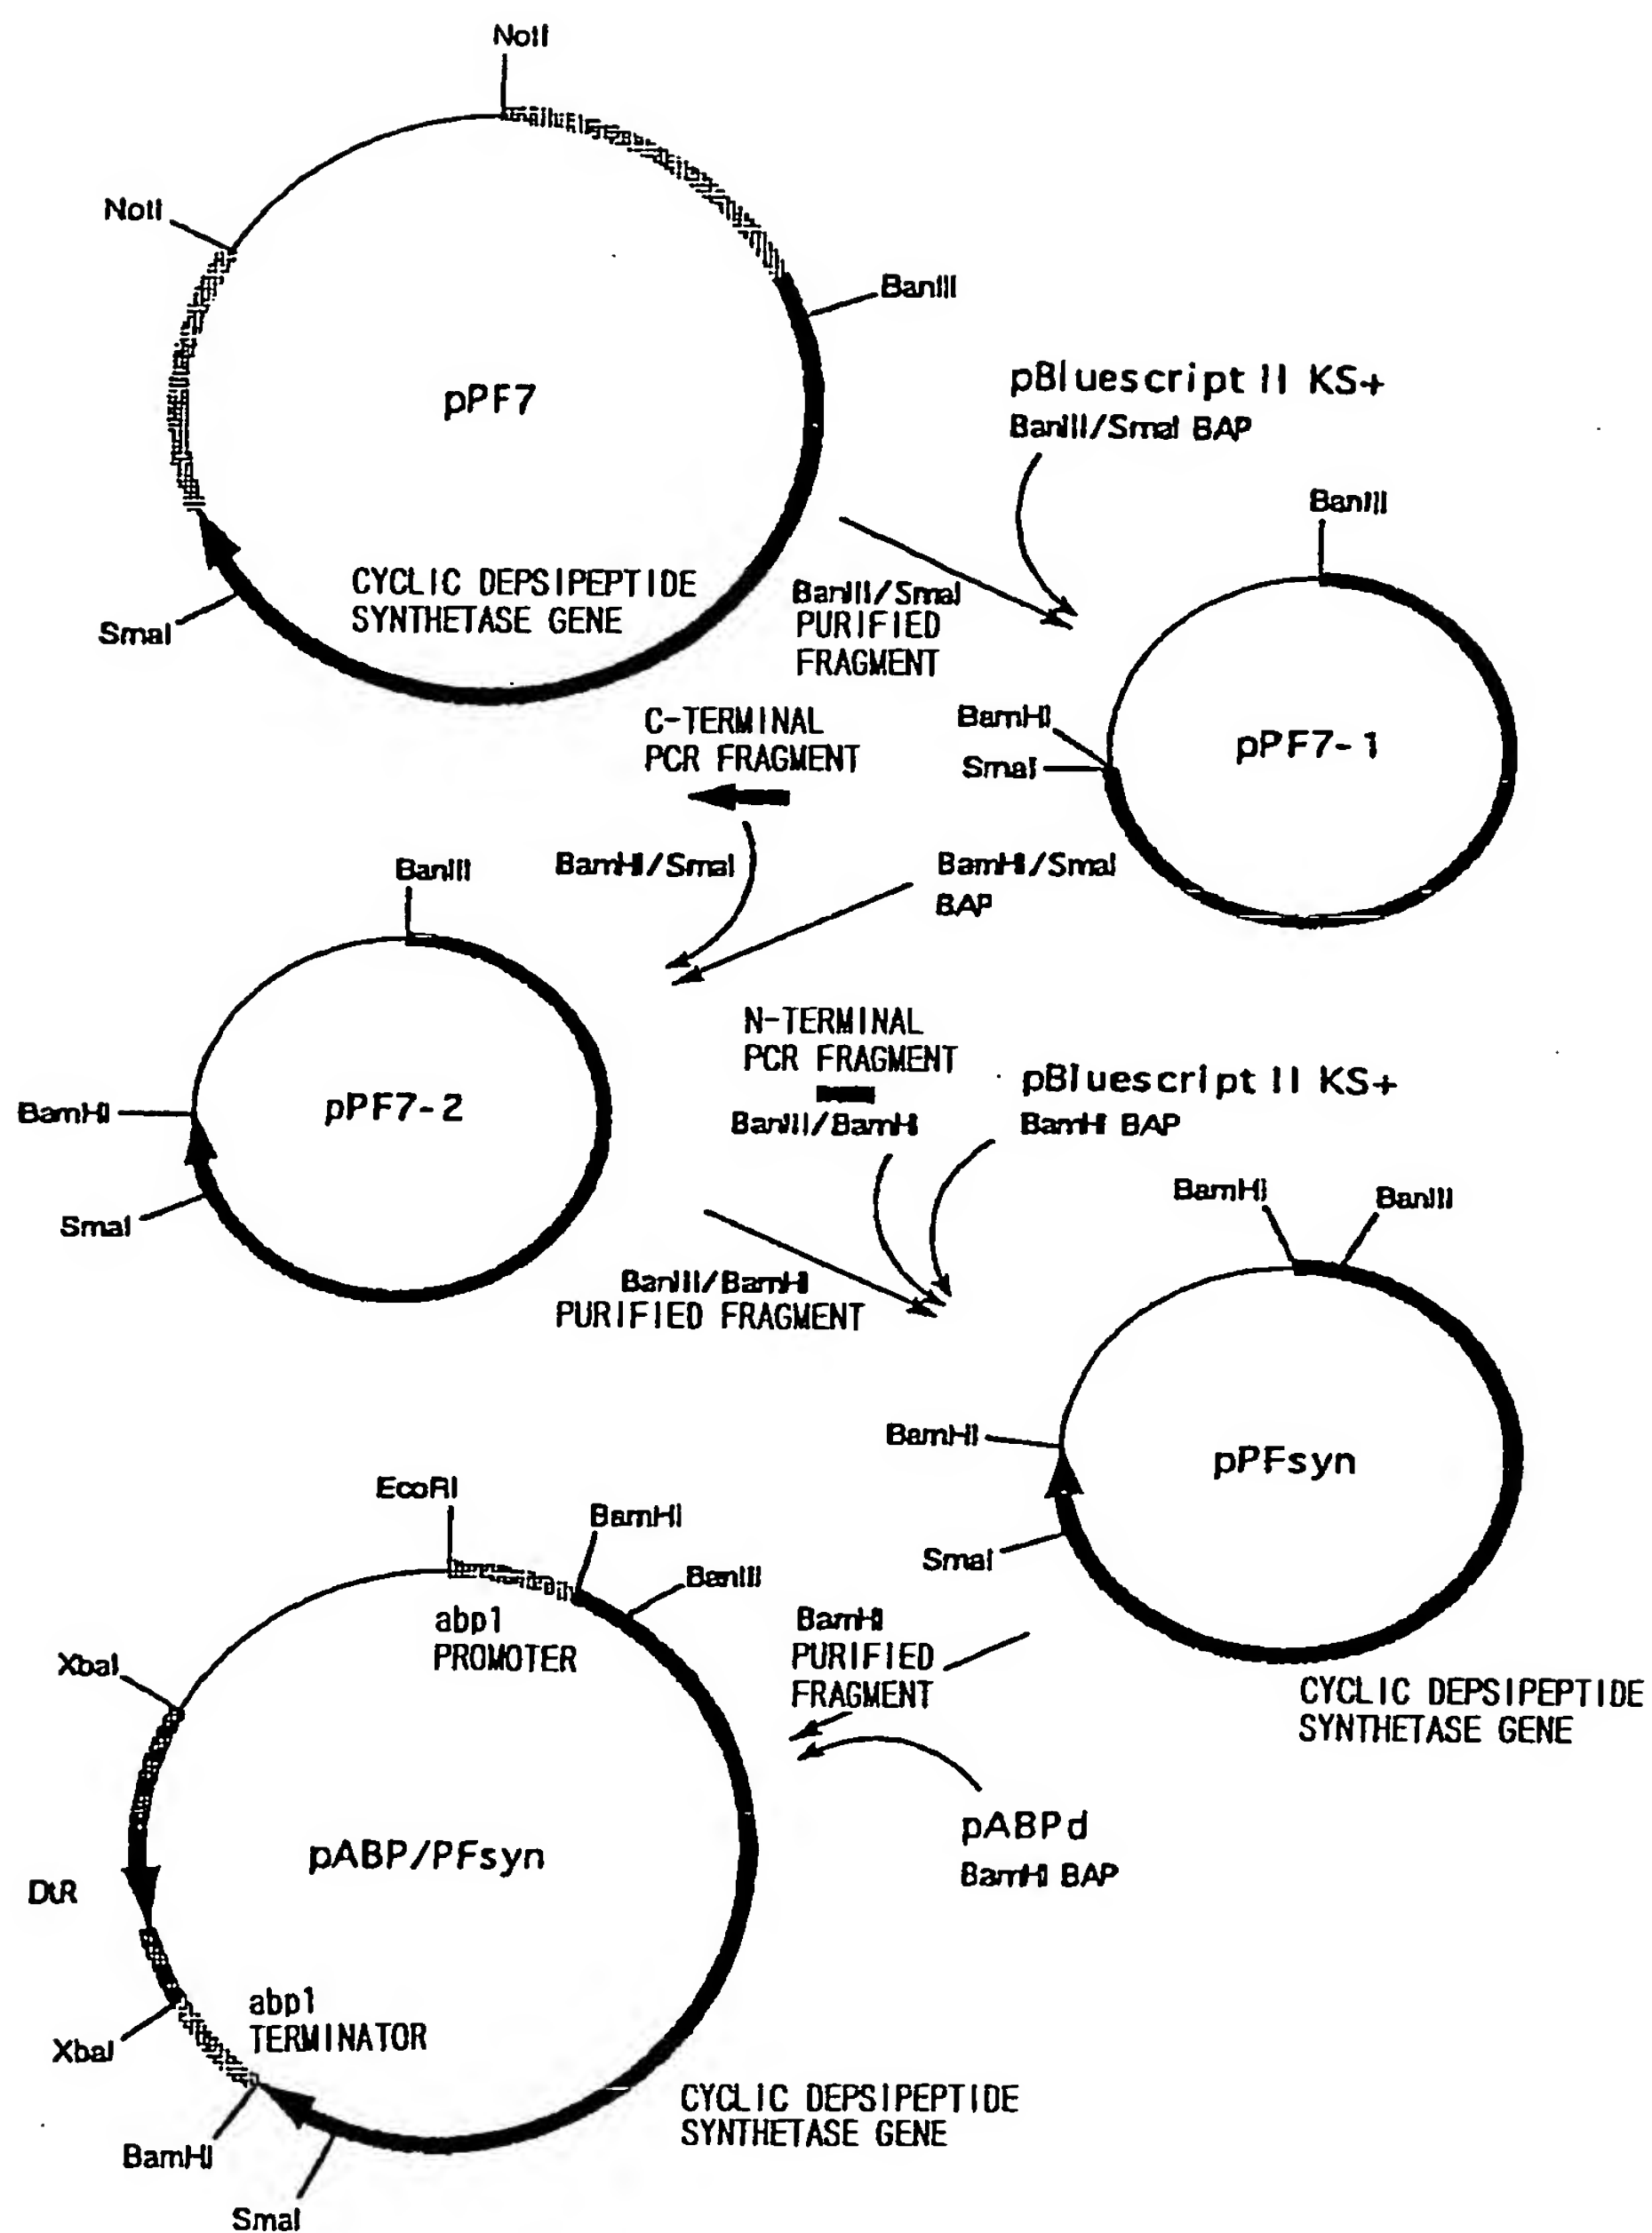 NotI
NotI
BanIII
pPF7
pBluescript II KS+
BanIII/SmaI BAP
BanIII
CYCLIC DEPSIPEPTIDE
SYNTHETASE GENE
SmaI
BanIII/SmaI
PURIFIED
FRAGMENT
C-TERMINAL
PCR FRAGMENT
BamHI
SmaI
pPF7-1
BamHI/SmaI
BamHI/SmaI
BAP
BanIII
N-TERMINAL
PCR FRAGMENT
BanIII/BamHI
pBluescript II KS+
BamHI BAP
BamHI
pPF7-2
SmaI
BamHI
BanIII
BanIII/BamHI
PURIFIED FRAGMENT
BamHI
pPFsyn
SmaI
CYCLIC DEPSIPEPTIDE
SYNTHETASE GENE
EcoRI
BamHI
BanIII
abp1
PROMOTER
BamHI
PURIFIED
FRAGMENT
XbaI
pABPd
BamHI BAP
pABP/PFsyn
DtR
abp1
TERMINATOR
XbaI
CYCLIC DEPSIPEPTIDE
SYNTHETASE GENE
BamHI
SmaI